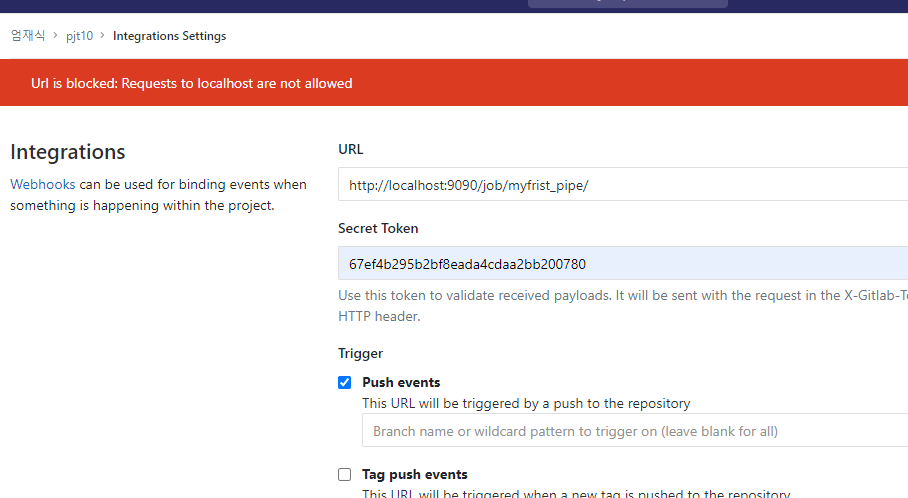 엄재식 > pjt10 > Integrations Settings
Url is blocked: Requests to localhost are not allowed
Integrations
Webhooks can be used for binding events when
something is happening within the project.
URL
http://localhost:9090/job/myfrist_pipe/
Secret Token
67ef4b295b2bf8eada4cdaa2bb200780
Use this token to validate received payloads. It will be sent with the request in the X-Gitlab-T
HTTP header.
Trigger
Push events
This URL will be triggered by a push to the repository
Branch name or wildcard pattern to trigger on (leave blank for all)
Tag push events
This URL will be triggered when a new tag is pushed to the repository